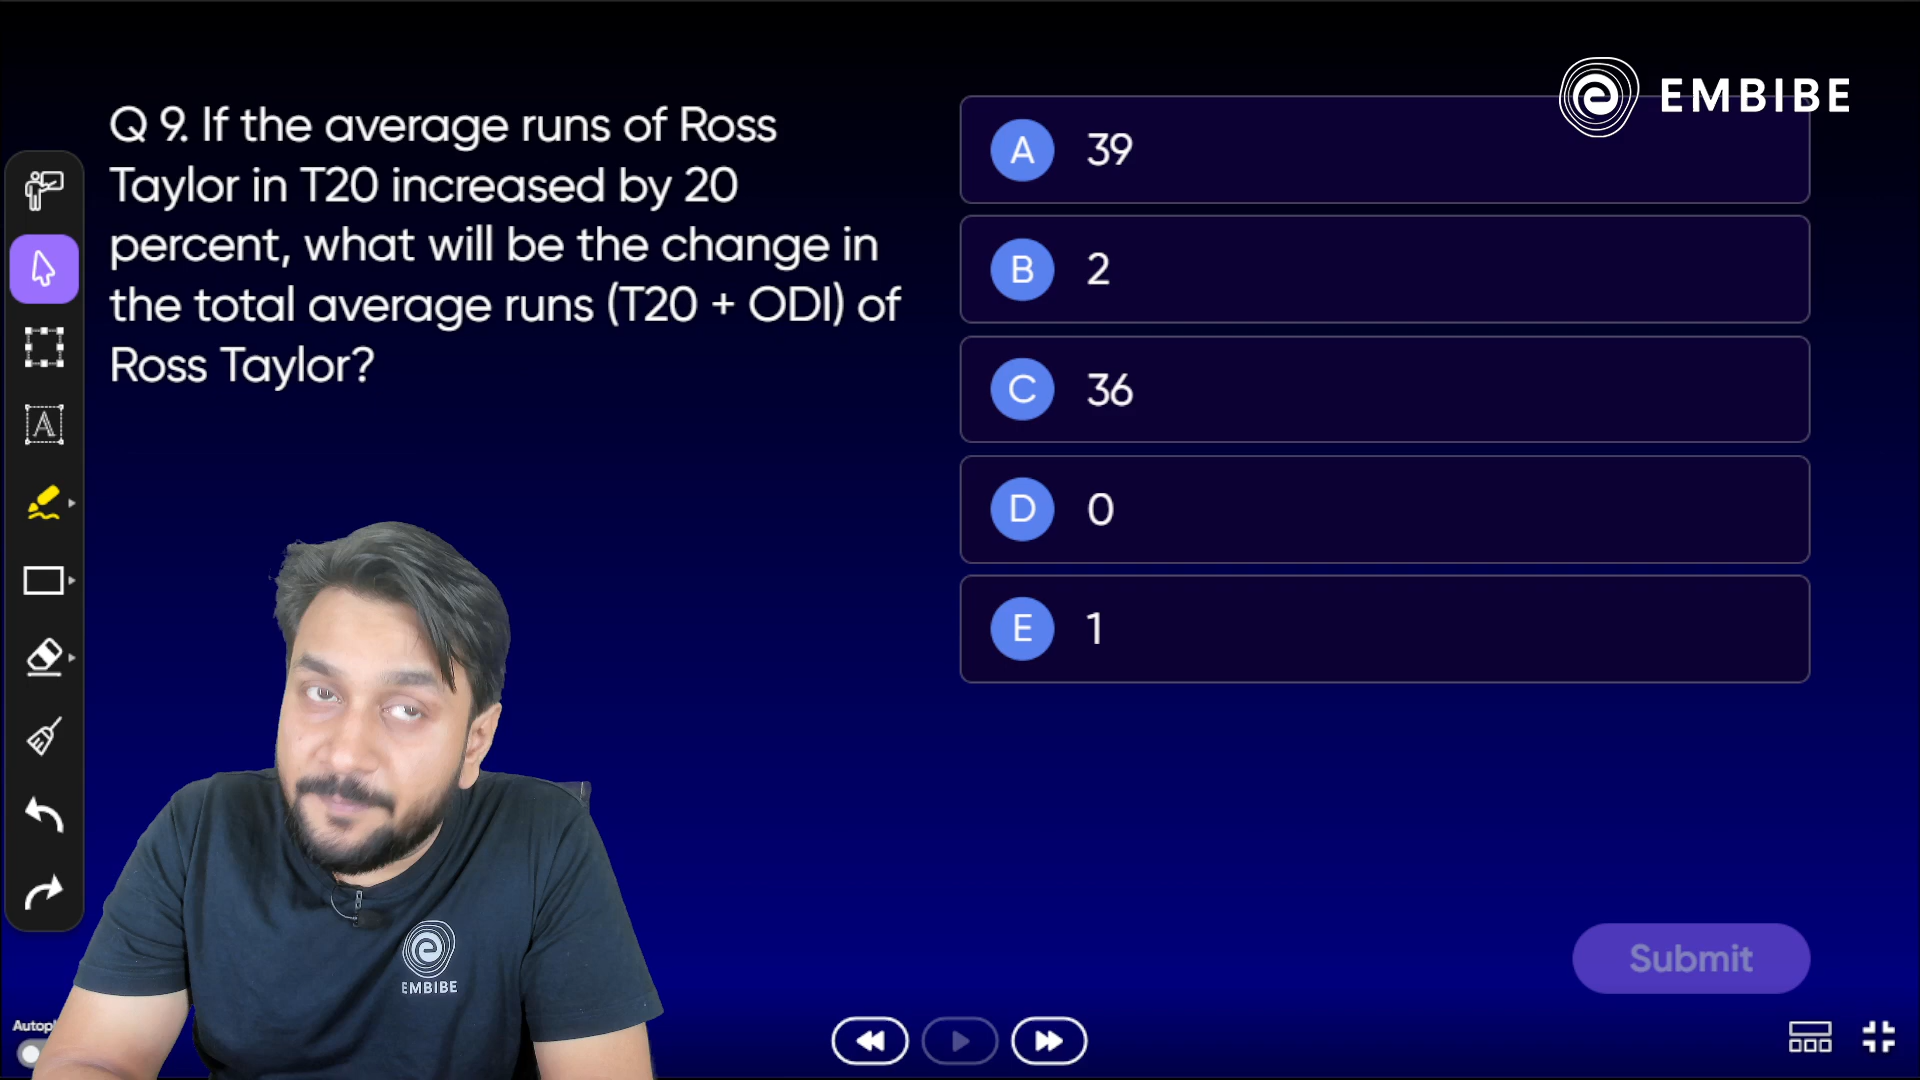 EMBIBE
Q 9. If the average runs of Ross
Taylor in T20 increased by 20
percent, what will be the change in
the total average runs (T20 + ODI) of
Ross Taylor?
A 39
B 2
C 36
D 0
E 1
A
EMBIBE
Submit